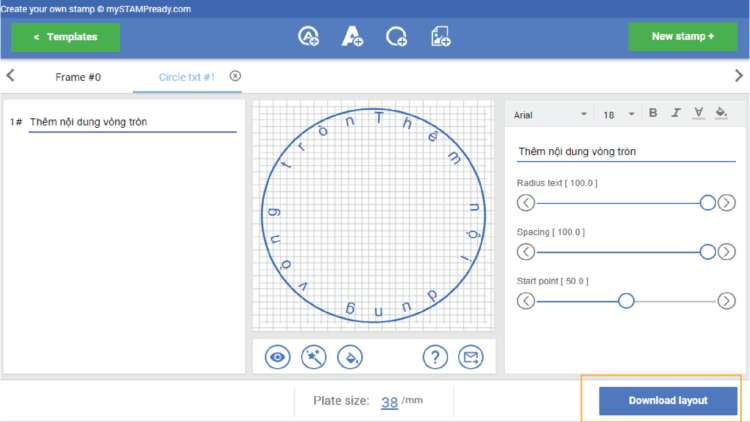 Create your own stamp © mySTAMPready.com
< Templates
New stamp +
Frame #0
Circle txt #1
1# Thêm nội dung vòng tròn
Thêm nội dung vòng tròn
Arial
18
B I A
Thêm nội dung vòng tròn
Radius text [ 100.0 ]
Spacing [ 100.0 ]
Start point [ 50.0 ]
?
Plate size: 38 /mm
Download layout